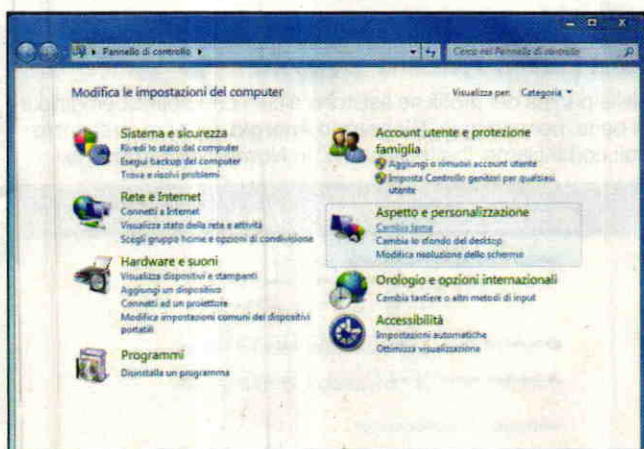 Pannello di controllo
Cerca nel Pannello di controllo
Modifica le impostazioni del computer
Visualizza per: Categoria
Sistema e sicurezza
Rivedi lo stato del computer
Esegui backup del computer
Trova e risolvi problemi
Rete e Internet
Connetti a Internet
Visualizza stato della rete e attività
Scegli gruppo home e opzioni di condivisione
Hardware e suoni
Visualizza dispositivi e stampanti
Aggiungi un dispositivo
Connetti ad un proiettore
Modifica impostazioni comuni dei dispositivi
portatili
Programmi
Disinstalla un programma
Account utente e protezione
famiglia
Aggiungi o rimuovi account utente
Imposta Controllo genitori per qualsiasi
utente
Aspetto e personalizzazione
Cambia tema
Cambia lo sfondo del desktop
Modifica risoluzione dello schermo
Orologio e opzioni internazionali
Cambia tastiere o altri metodi di input
Accessibilità
Impostazioni automatiche
Ottimizza visualizzazione